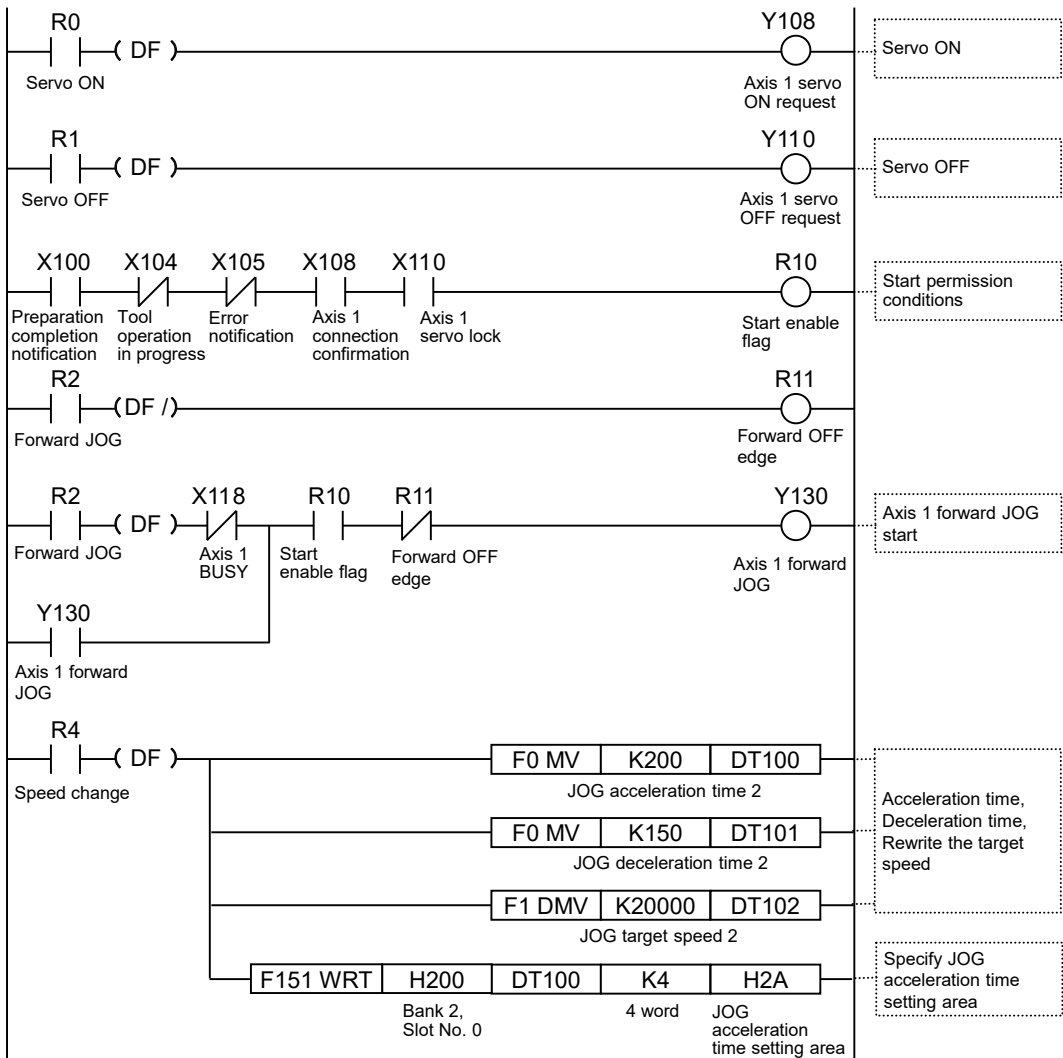 R0
Y108
( DF )
Servo ON
Servo ON
Axis 1 servo
ON request
R1
Y110
( DF )
Servo OFF
Servo OFF
Axis 1 servo
OFF request
X100 X104 X105 X108 X110
R10
Preparation
completion
notification
Tool
operation
in progress
Error
notification
Axis 1
connection
confirmation
Axis 1
servo lock
Start enable
flag
Start permission
conditions
R2
R11
(DF /)
Forward JOG
Forward OFF
edge
R2 X118 R10 R11
Y130
( DF )
Forward JOG
Axis 1
BUSY
Start
enable flag
Forward OFF
edge
Axis 1 forward
JOG
Axis 1 forward JOG
start
Y130
Axis 1 forward
JOG
R4
( DF )
Speed change
F0 MV K200 DT100
JOG acceleration time 2
F0 MV K150 DT101
JOG deceleration time 2
F1 DMV K20000 DT102
JOG target speed 2
Acceleration time,
Deceleration time,
Rewrite the target
speed
F151 WRT H200 DT100 K4 H2A
Bank 2,
Slot No. 0
4 word
JOG
acceleration
time setting area
Specify JOG
acceleration time
setting area